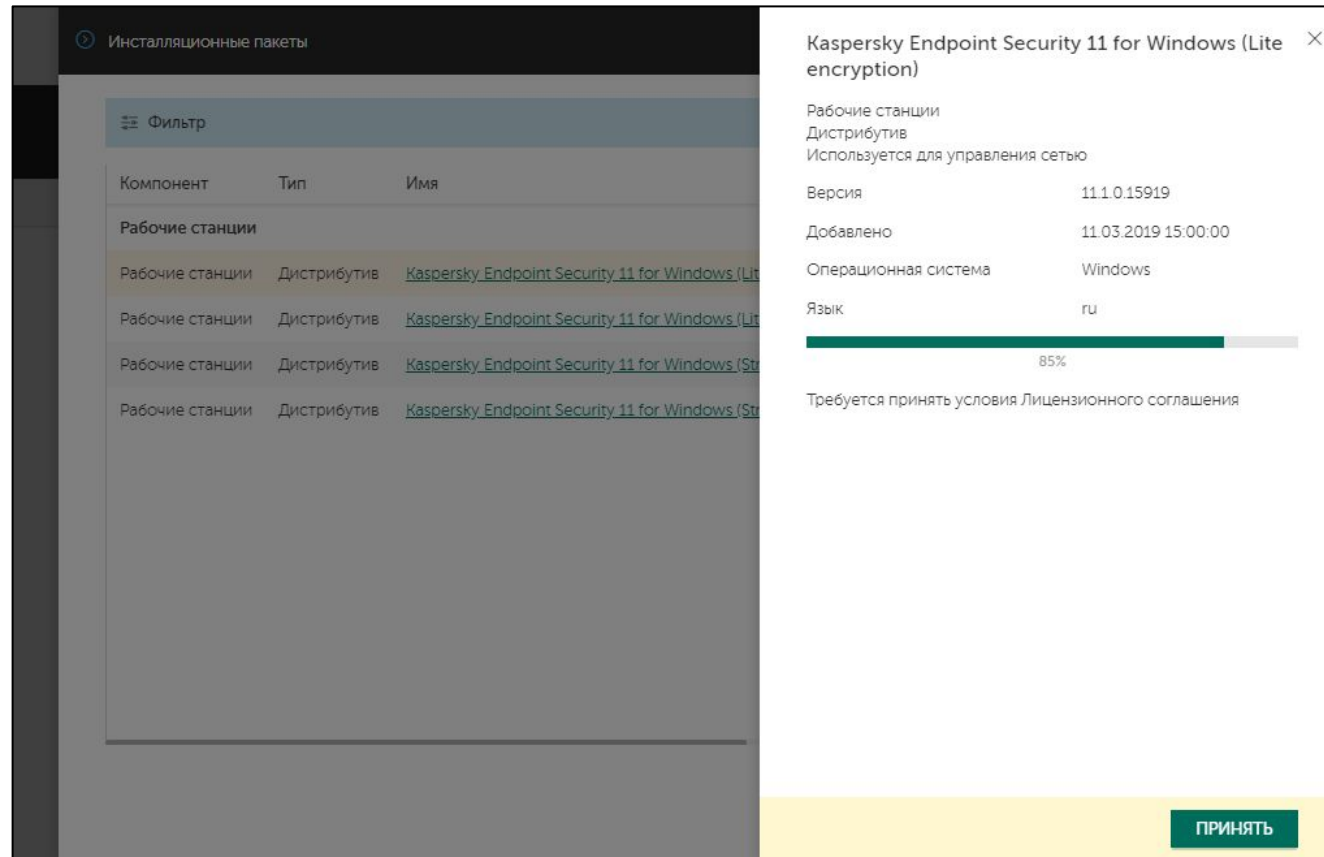 Инсталляционные пакеты
Фильтр
Компонент Тип Имя
Рабочие станции
Рабочие станции Дистрибутив Kaspersky Endpoint Security 11 for Windows (Lit
Рабочие станции Дистрибутив Kaspersky Endpoint Security 11 for Windows (Lit
Рабочие станции Дистрибутив Kaspersky Endpoint Security 11 for Windows (Str
Рабочие станции Дистрибутив Kaspersky Endpoint Security 11 for Windows (Str
Kaspersky Endpoint Security 11 for Windows (Lite
encryption)
Рабочие станции
Дистрибутив
Используется для управления сетью
Версия 11.1.0.15919
Добавлено 11.03.2019 15:00:00
Операционная система Windows
Язык ru
85%
Требуется принять условия Лицензионного соглашения
ПРИНЯТЬ